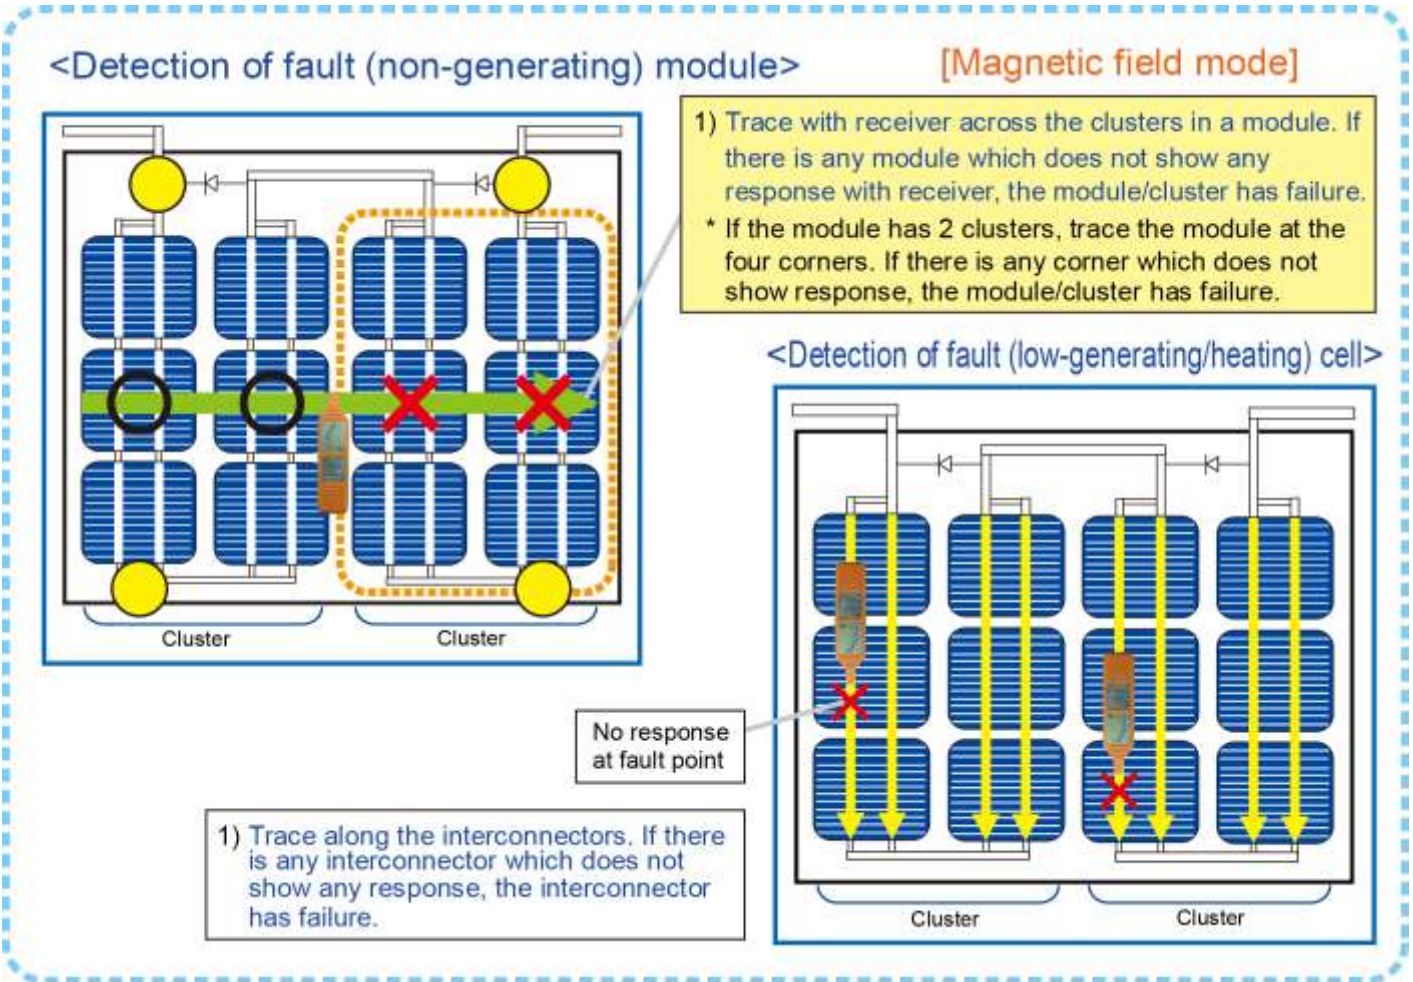 <Detection of fault (non-generating) module>
[Magnetic field mode]
1) Trace with receiver across the clusters in a module. If
there is any module which does not show any
response with receiver, the module/cluster has failure.
* If the module has 2 clusters, trace the module at the
four corners. If there is any corner which does not
show response, the module/cluster has failure.
Cluster
Cluster
<Detection of fault (low-generating/heating) cell>
No response
at fault point
1) Trace along the interconnectors. If there
is any interconnector which does not
show any response, the interconnector
has failure.
Cluster
Cluster